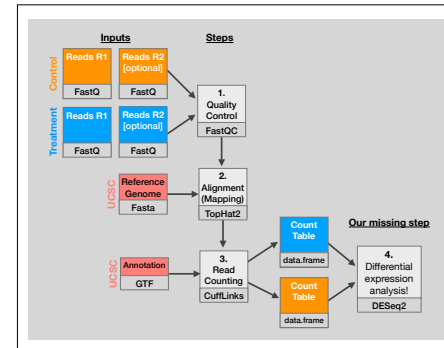 Inputs
Steps
Control
Reads R1
FastQ
Reads R2
[optional]
FastQ
1.
Quality
Control
FastQC
Treatment
Reads R1
FastQ
Reads R2
[optional]
FastQ
UCSC
Reference
Genome
Fasta
2.
Alignment
(Mapping)
TopHat2
Count
Table
data.frame
Our missing step
UCSC
Annotation
GTF
3.
Read
Counting
CuffLinks
Count
Table
data.frame
4.
Differential
expression
analysis!
DESeq2